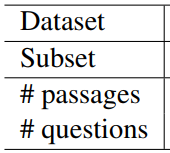 Dataset
Subset
# passages
# questions